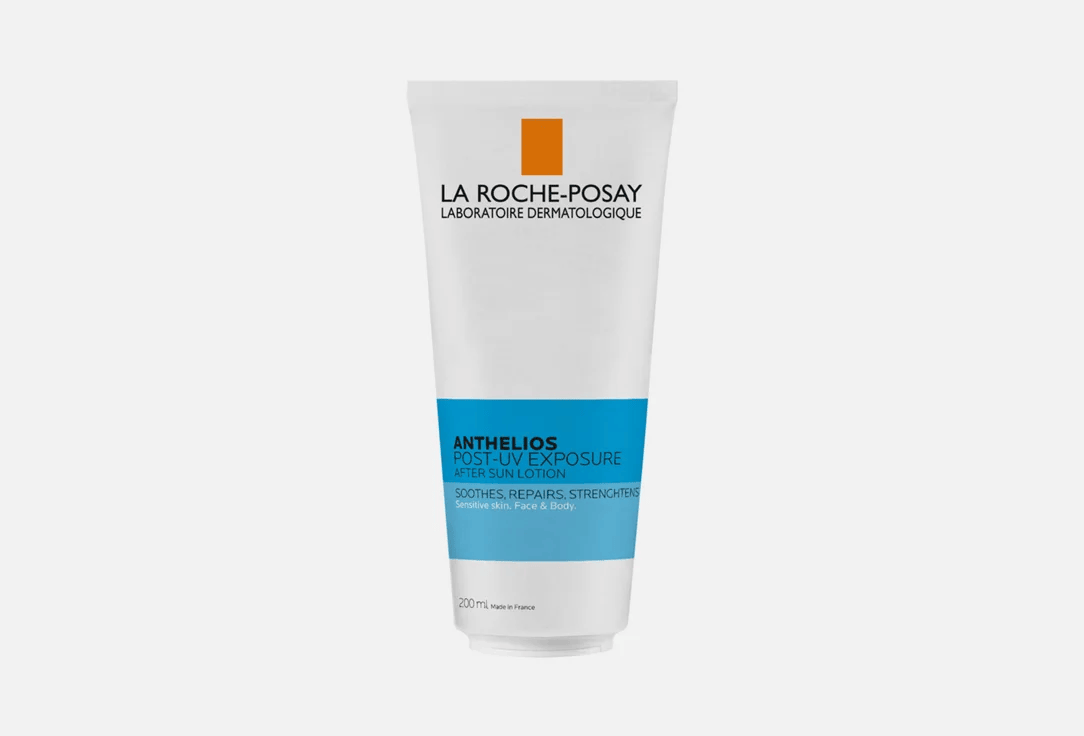 LA ROCHE-POSAY
LABORATOIRE DERMATOLOGIQUE
ANTHELIOS
POST-UV EXPOSURE
AFTER SUN LOTION
SOOTHES, REPAIRS, STRENGHTENS
Sensitive skin. Face & Body.
200 ml Made in France